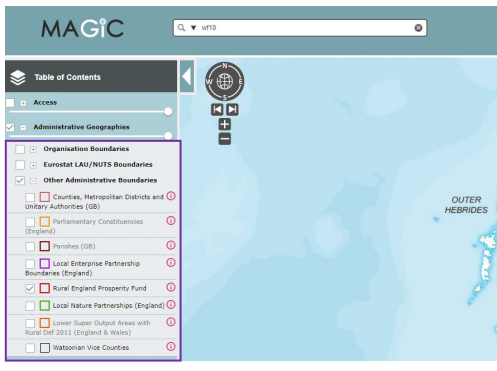 MAGiC
wf10
Table of Contents
Access
Administrative Geographies
Organisation Boundaries
Eurostat LAU/NUTS Boundaries
Other Administrative Boundaries
Counties, Metropolitan Districts and
Unitary Authorities (GB)
Parliamentary Constituencies
(England)
Parishes (GB)
Local Enterprise Partnership
Boundaries (England)
Rural England Prosperity Fund
Local Nature Partnerships (England)
Lower Super Output Areas with
Rural Def 2011 (England & Wales)
Watsonian Vice Counties
N
W E
S
OUTER
HEBRIDES